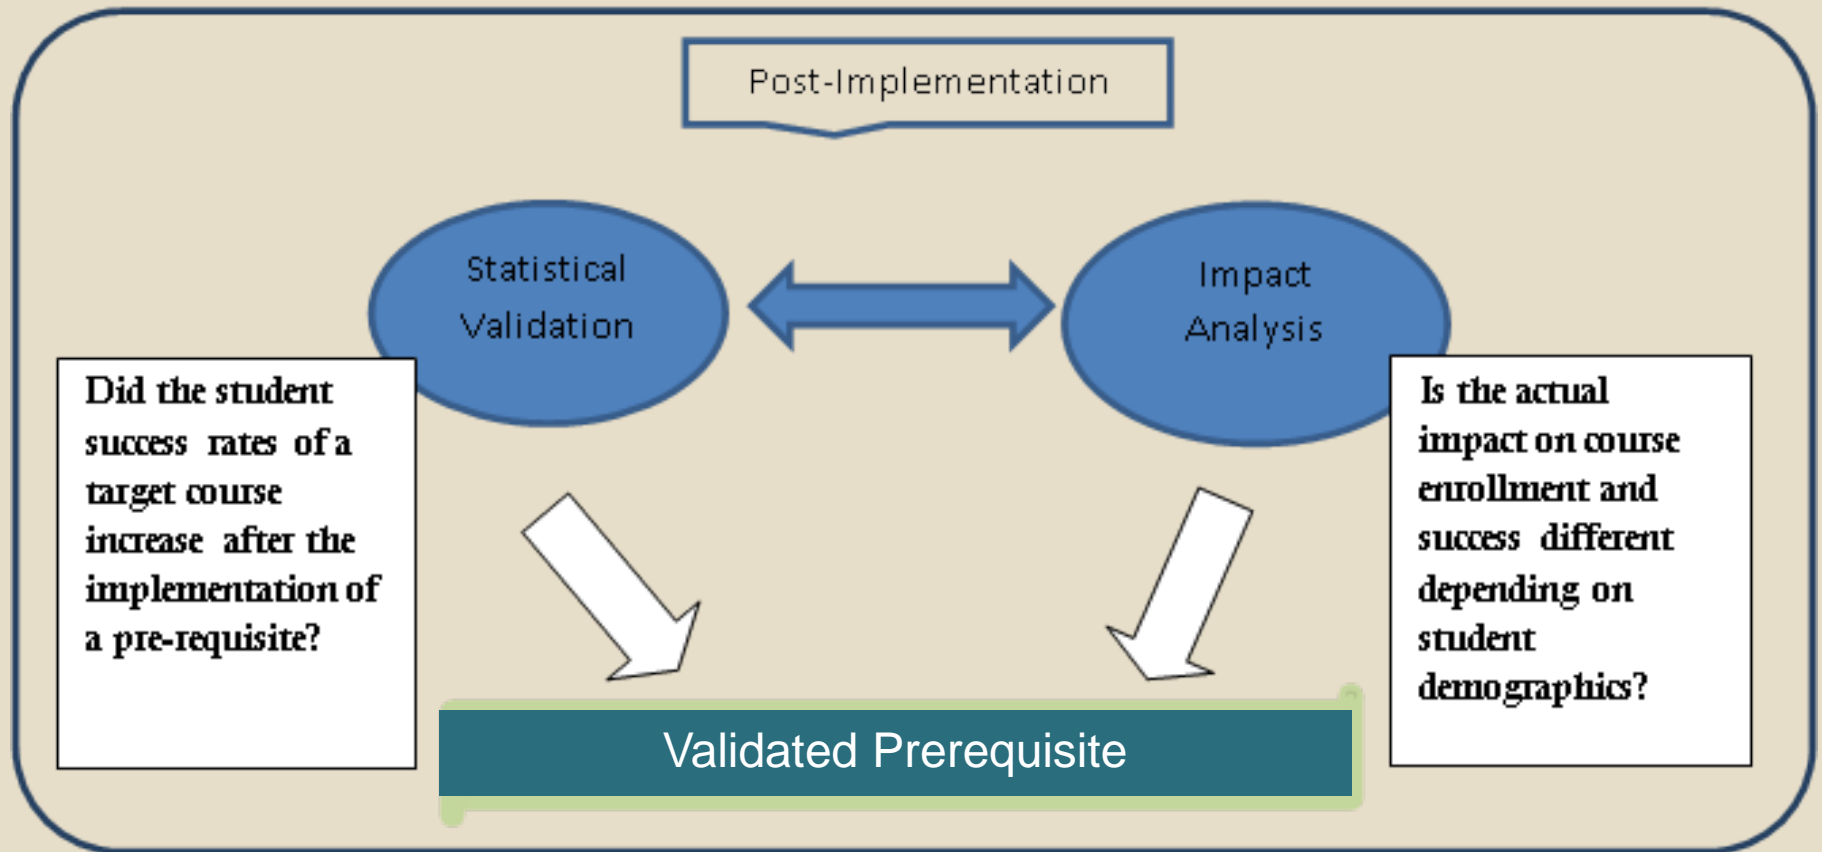 Post-Implementation
Statistical
Validation
Impact
Analysis
Did the student
success rates of a
target course
increase after the
implementation of
a pre-requisite?
Is the actual
impact on course
enrollment and
success different
depending on
student
demographics?
Validated Prerequisite